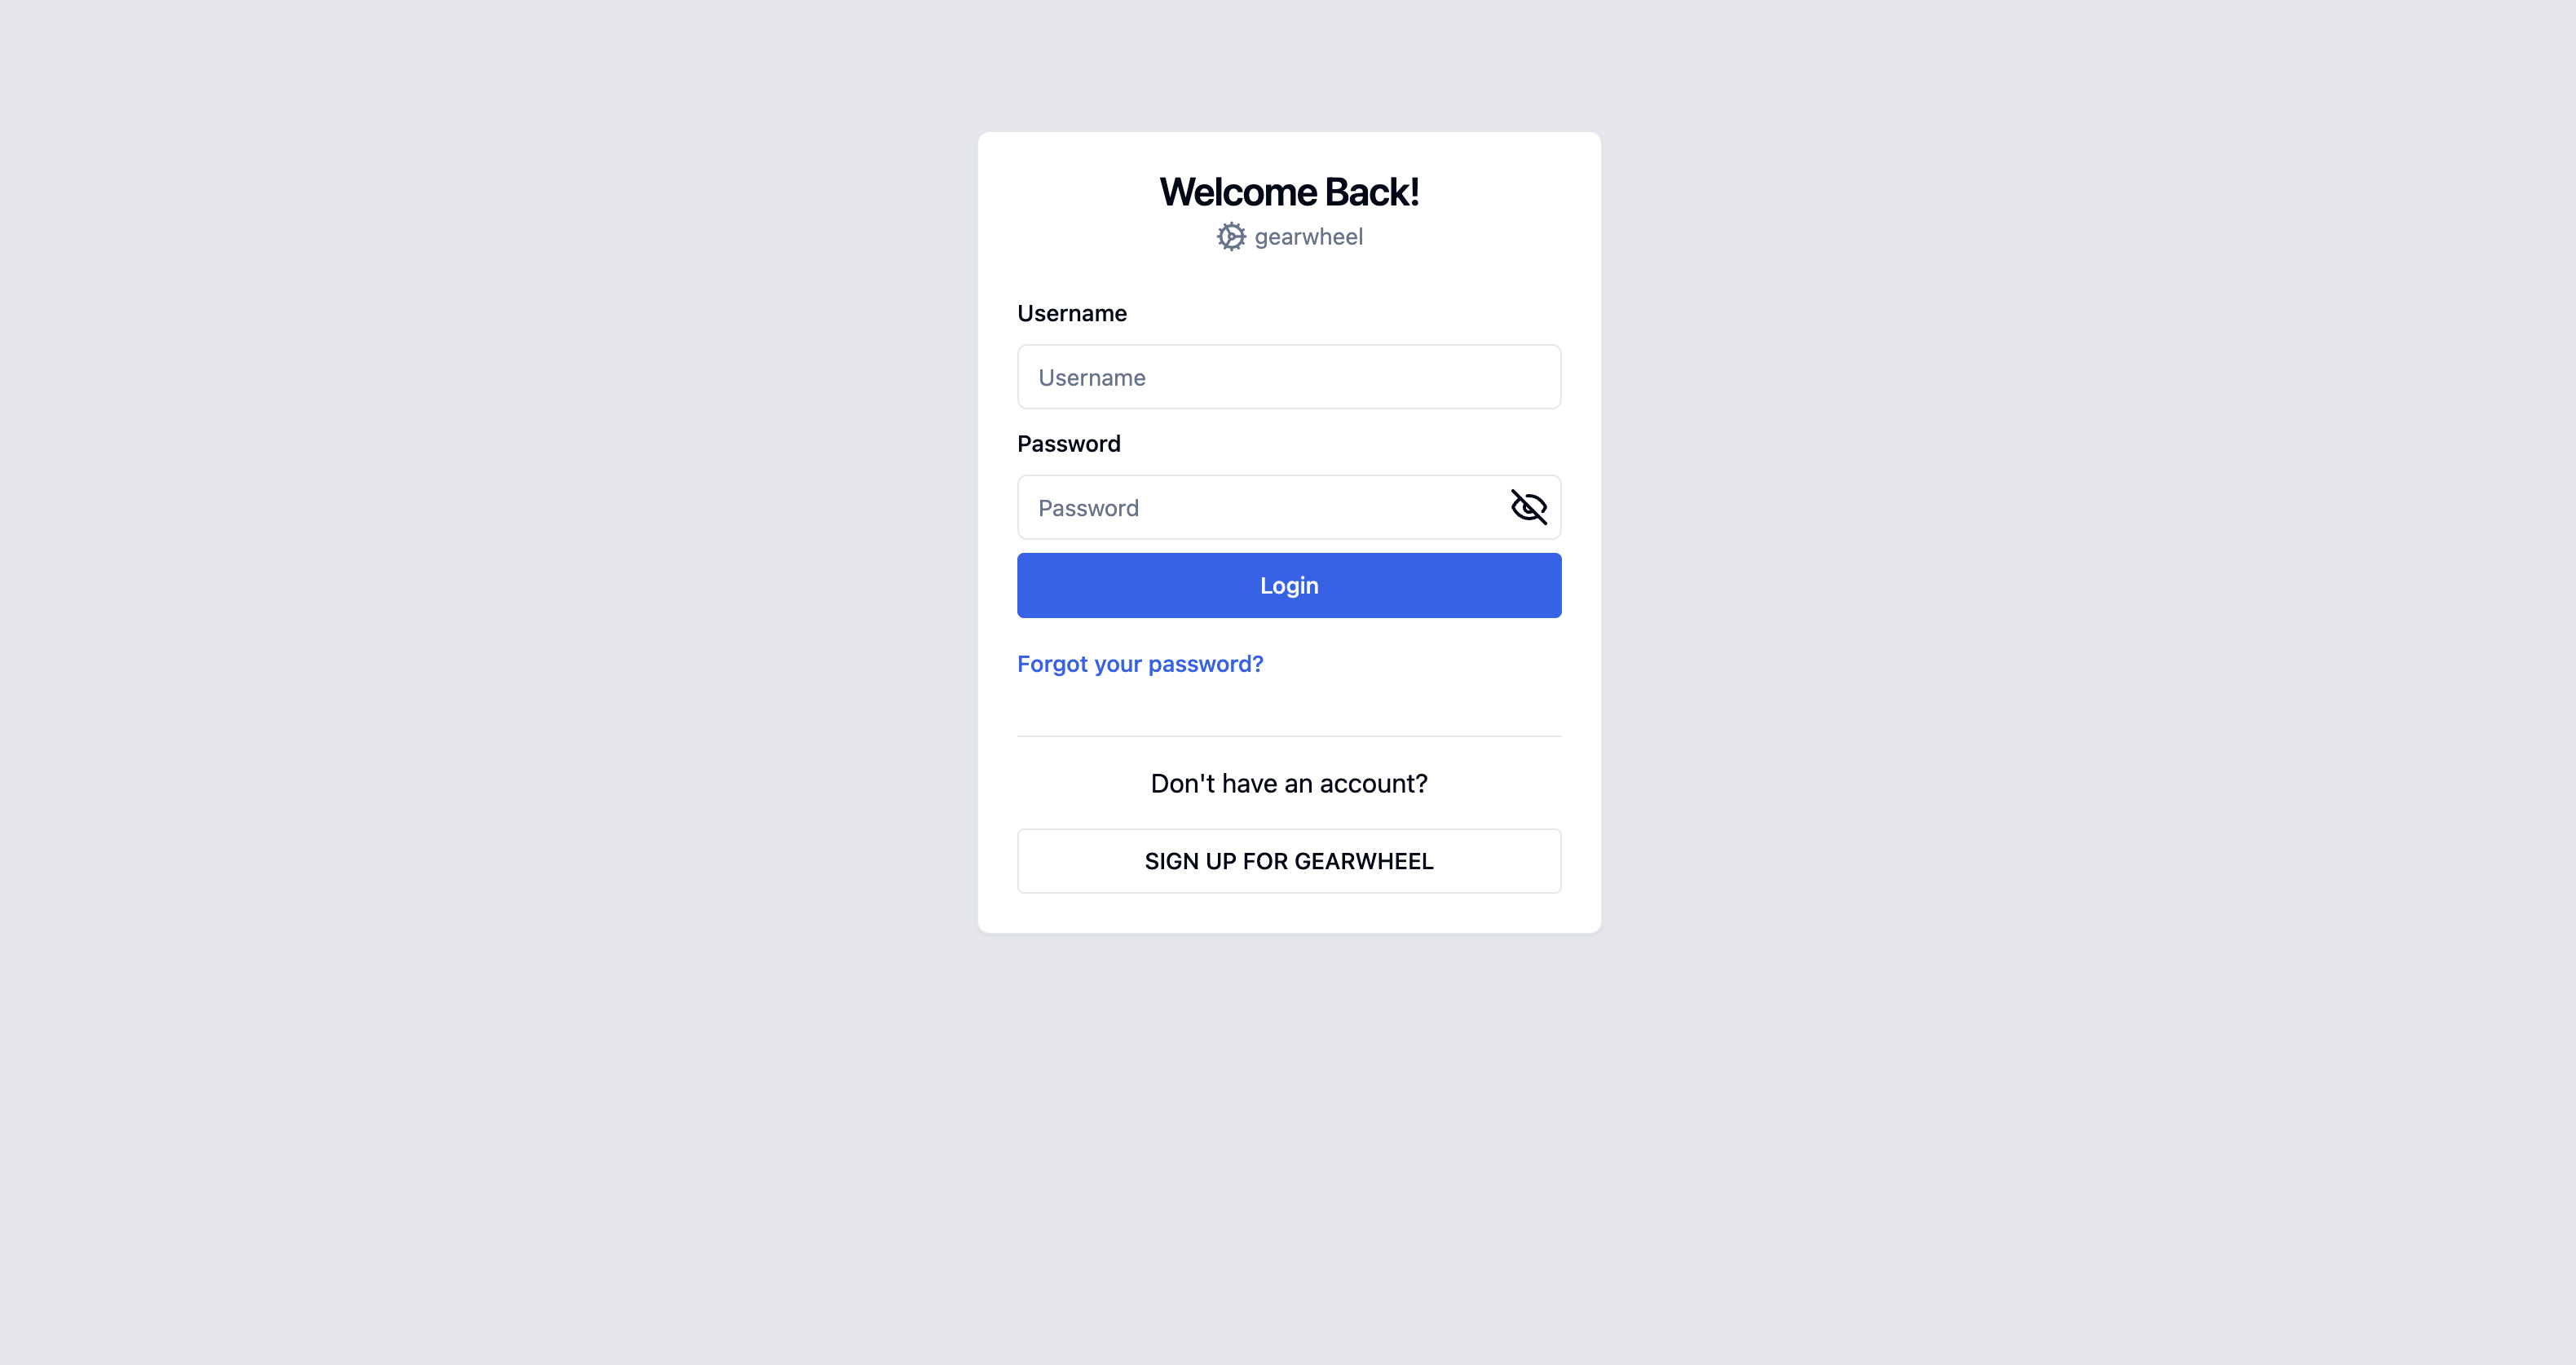 Welcome Back!
gearwheel
Username
Username
Password
Password
Login
Forgot your password?
Don't have an account?
SIGN UP FOR GEARWHEEL